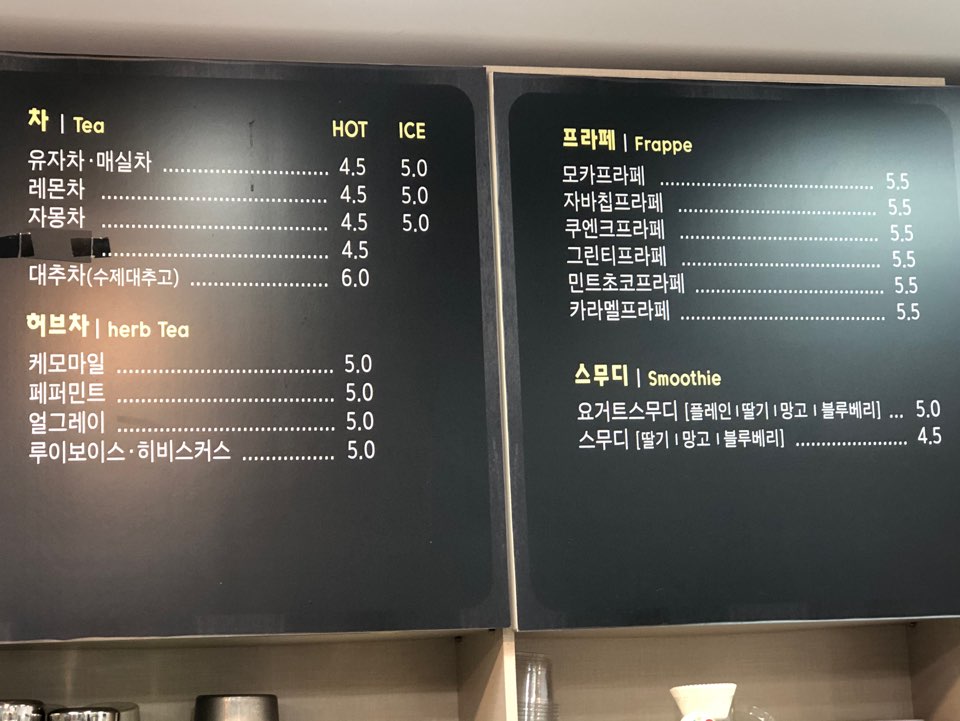 차 | Tea HOT ICE
유자차·매실차 4.5 5.0
레몬차 4.5 5.0
자몽차 4.5 5.0
4.5
대추차(수제대추고) 6.0
허브차 | herb Tea
케모마일 5.0
페퍼민트 5.0
얼그레이 5.0
루이보이스·히비스커스 5.0
프라페 | Frappe
모카프라페 5.5
자바칩프라페 5.5
쿠엔크프라페 5.5
그린티프라페 5.5
민트초코프라페 5.5
카라멜프라페 5.5
스무디 | Smoothie
요거트스무디 [플레인 I 딸기 I 망고 I 블루베리] ... 5.0
스무디 [딸기 I 망고 I 블루베리] 4.5